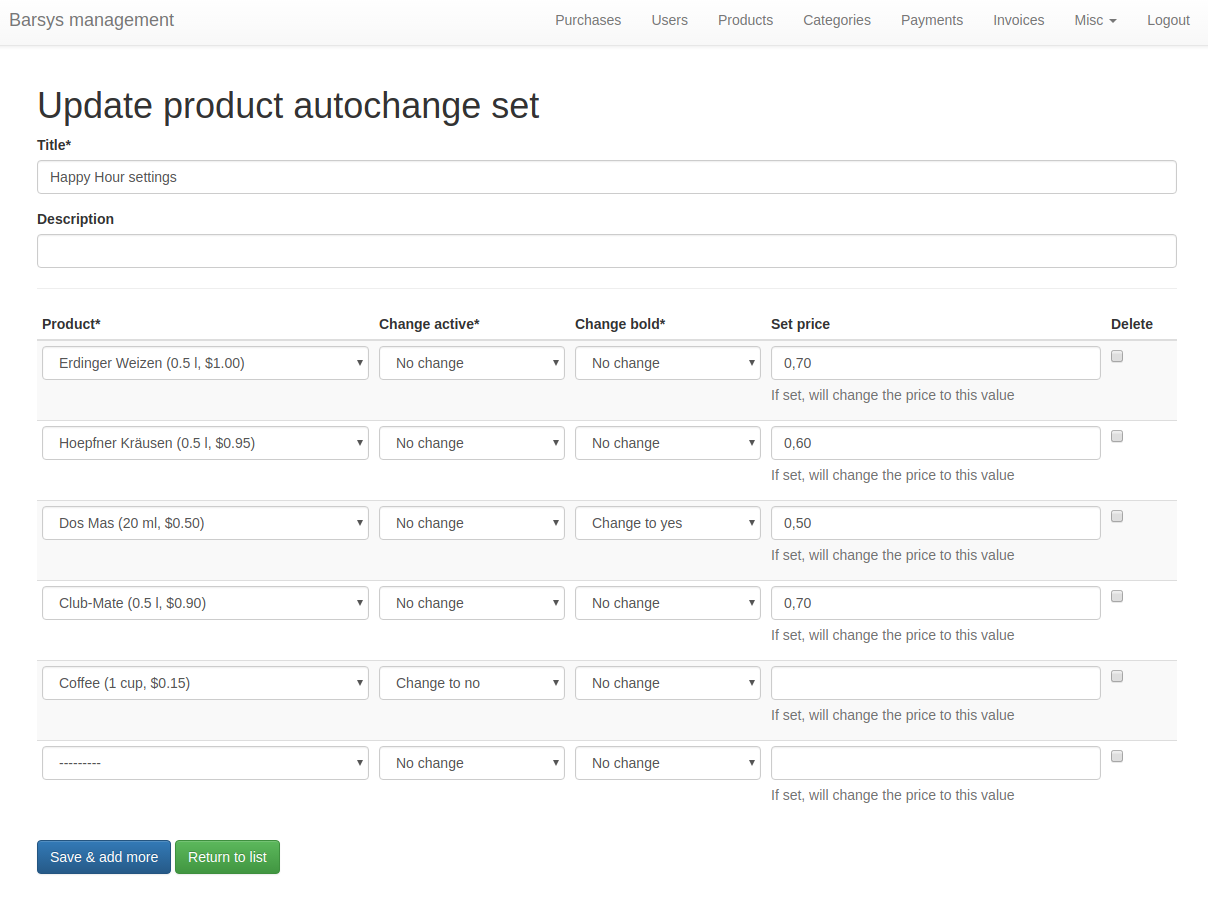 Barsys management Purchases Users Products Categories Payments Invoices Misc Logout
Update product autochange set
Title*
Happy Hour settings
Description
Product* Change active* Change bold* Set price Delete
Erdinger Weizen (0.5 l, $1.00) No change No change 0,70
If set, will change the price to this value
Hoepfner Kräusen (0.5 l, $0.95) No change No change 0,60
If set, will change the price to this value
Dos Mas (20 ml, $0.50) No change Change to yes 0,50
If set, will change the price to this value
Club-Mate (0.5 l, $0.90) No change No change 0,70
If set, will change the price to this value
Coffee (1 cup, $0.15) Change to no No change
If set, will change the price to this value
--------- No change No change
If set, will change the price to this value
Save & add more Return to list